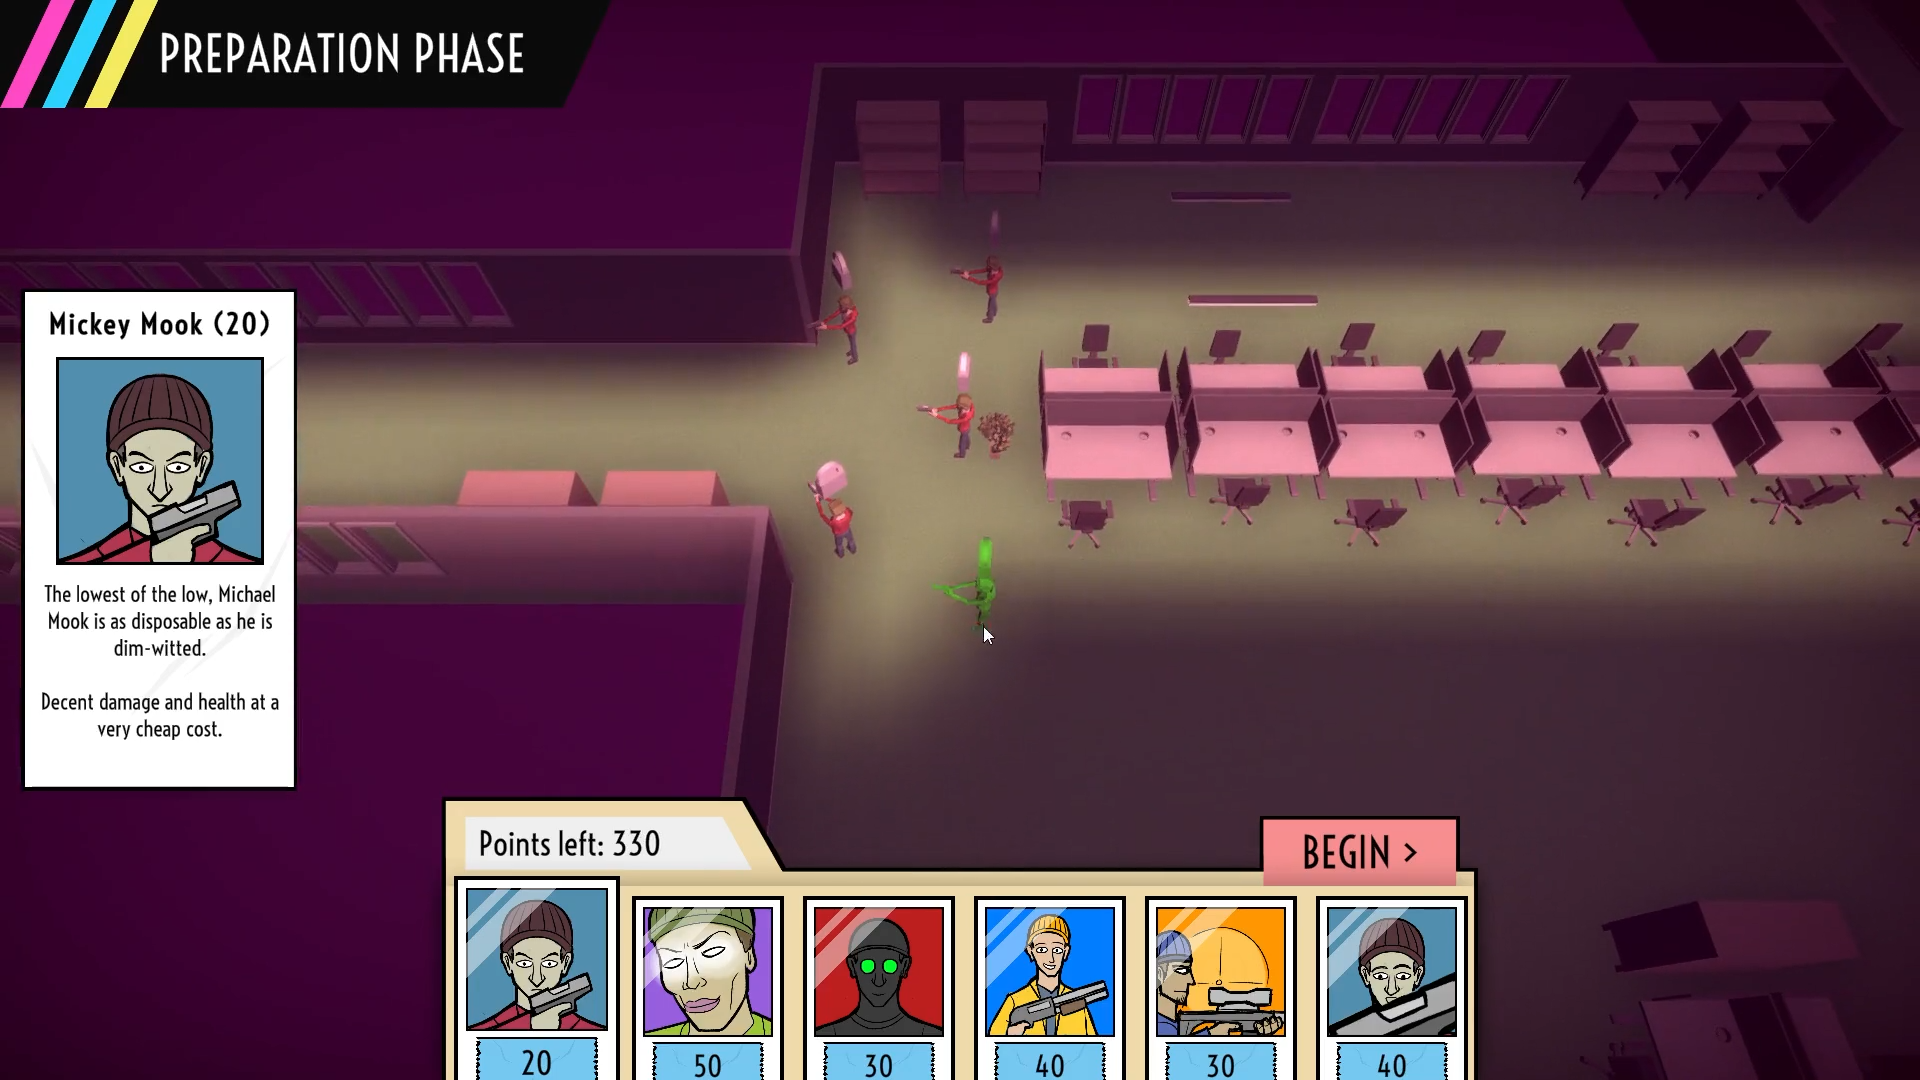 PREPARATION PHASE
Mickey Mook (20)
The lowest of the low, Michael
Mook is as disposable as he is
dim-witted.
Decent damage and health at a
very cheap cost.
Points left: 330
BEGIN >
20
50
30
40
30
40